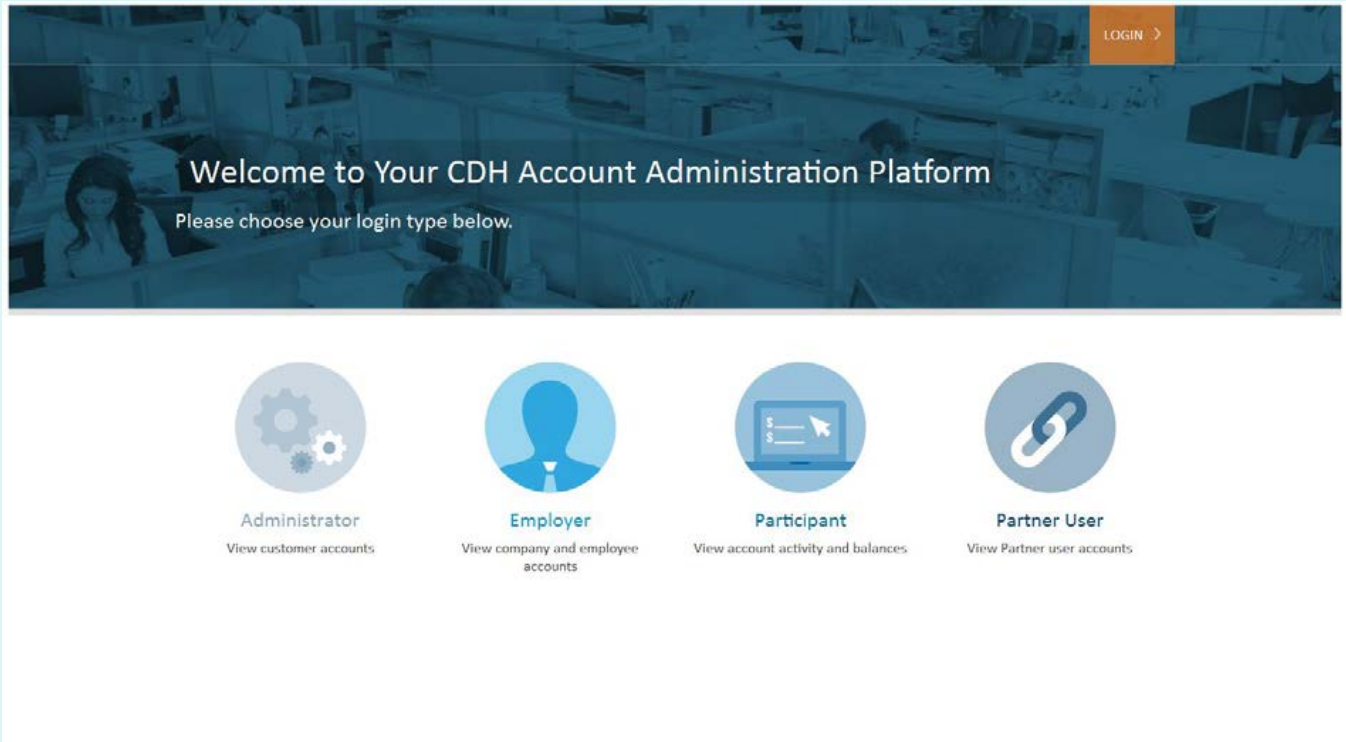 LOGIN >
Welcome to Your CDH Account Administration Platform
Please choose your login type below.
$
$
Administrator
View customer accounts
Employer
View company and employee
accounts
Participant
View account activity and balances
Partner User
View Partner user accounts